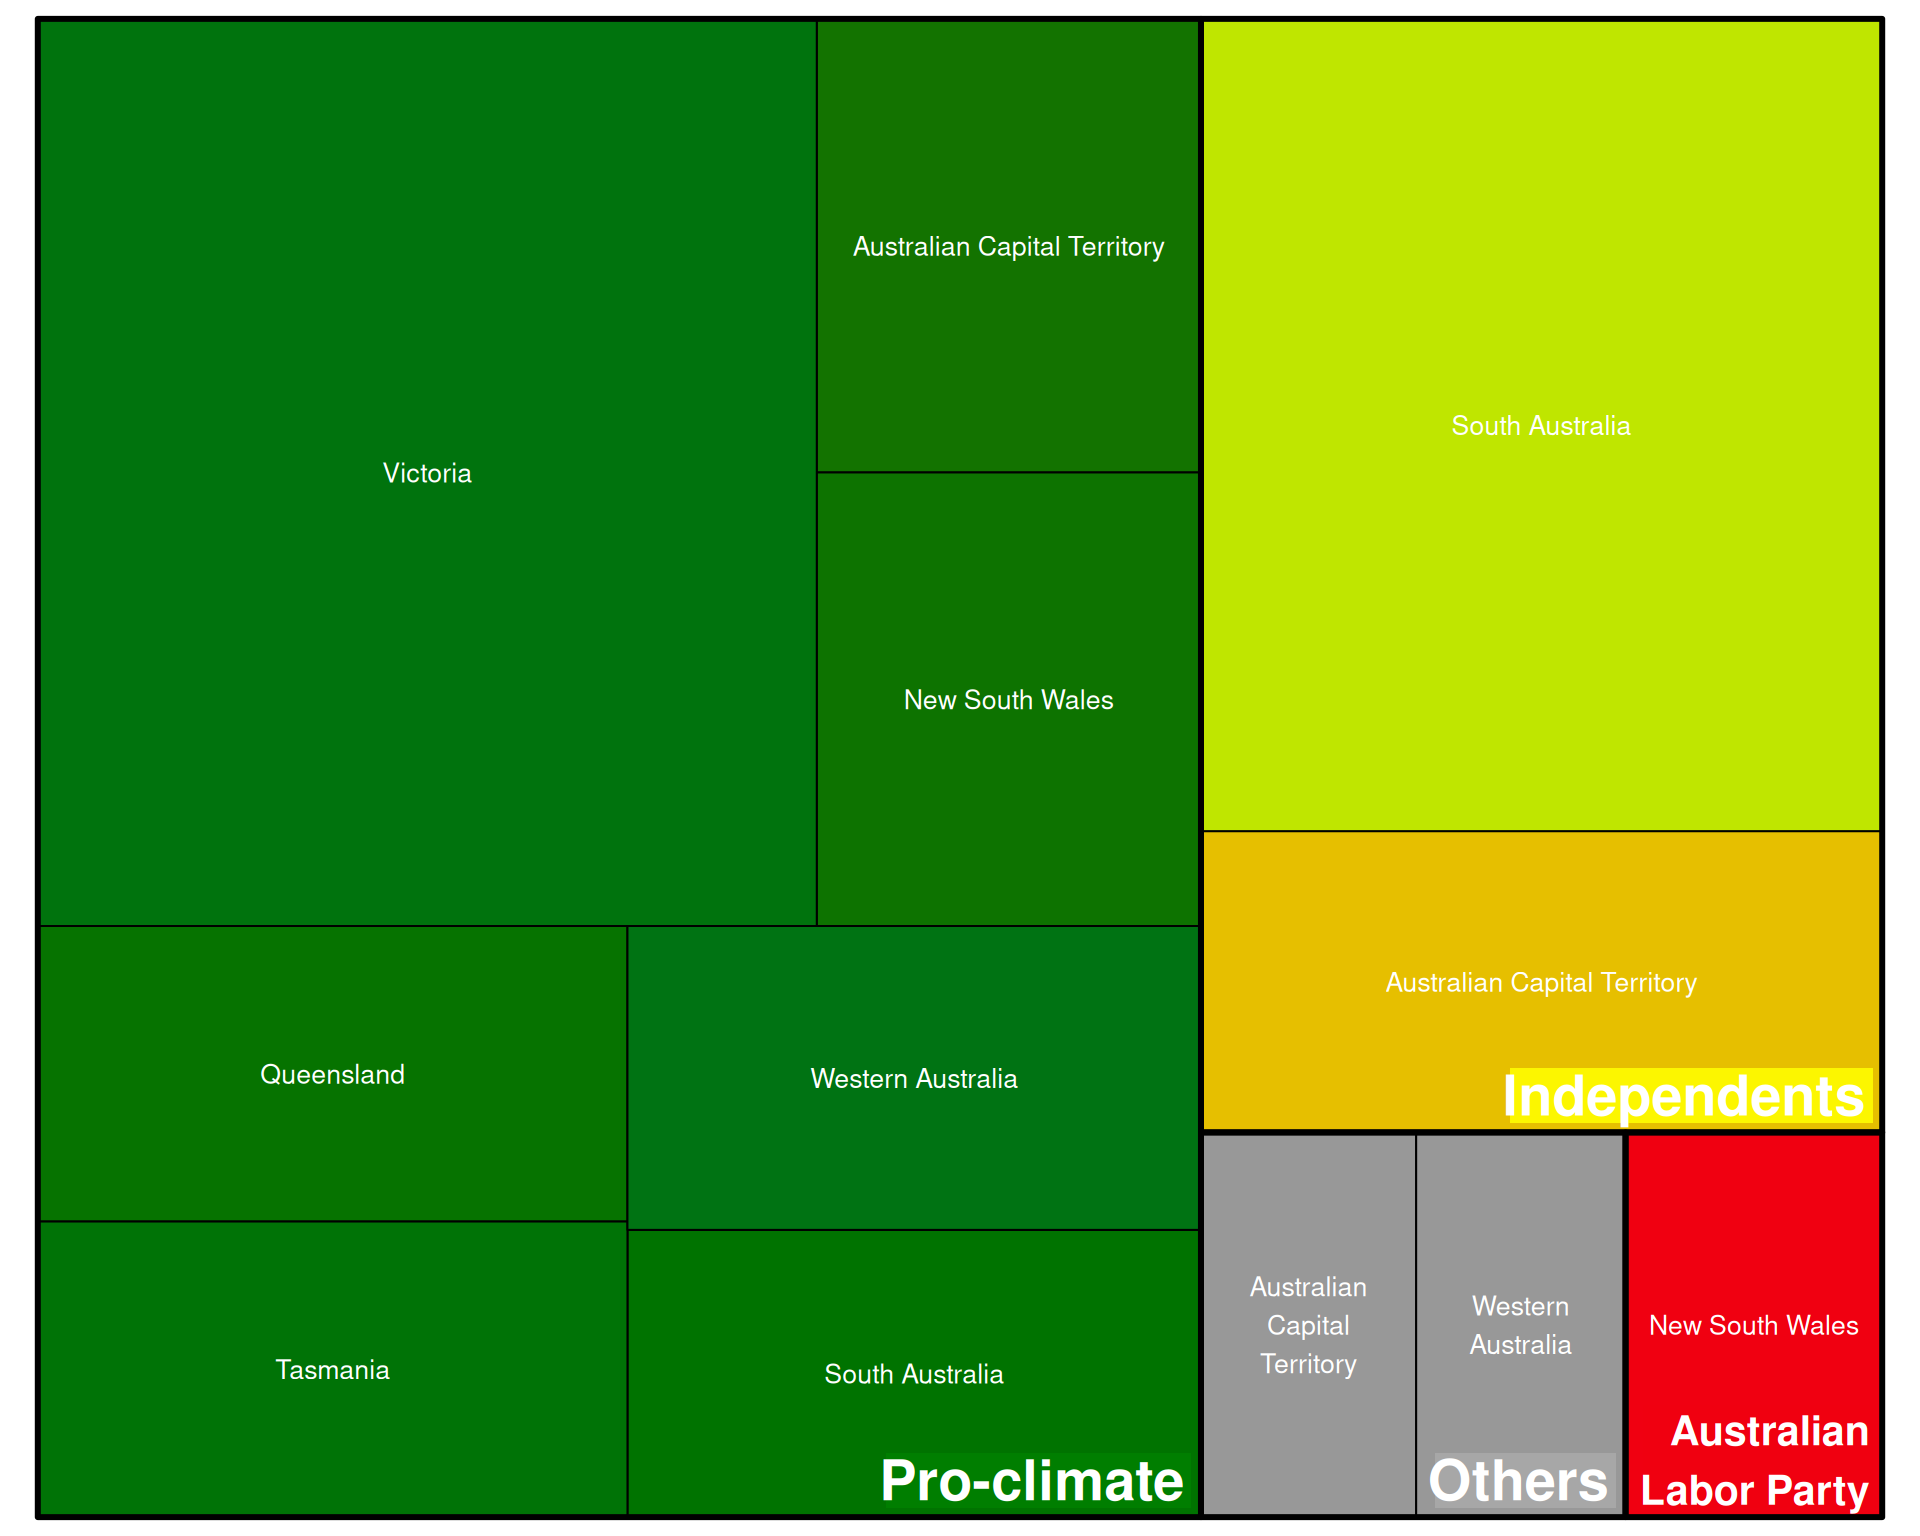 Victoria
Australian Capital Territory
New South Wales
Queensland
Western Australia
Tasmania
South Australia
Pro-climate
South Australia
Australian Capital Territory
Independents
Australian
Capital
Territory
Western
Australia
Others
New South Wales
Australian
Labor Party